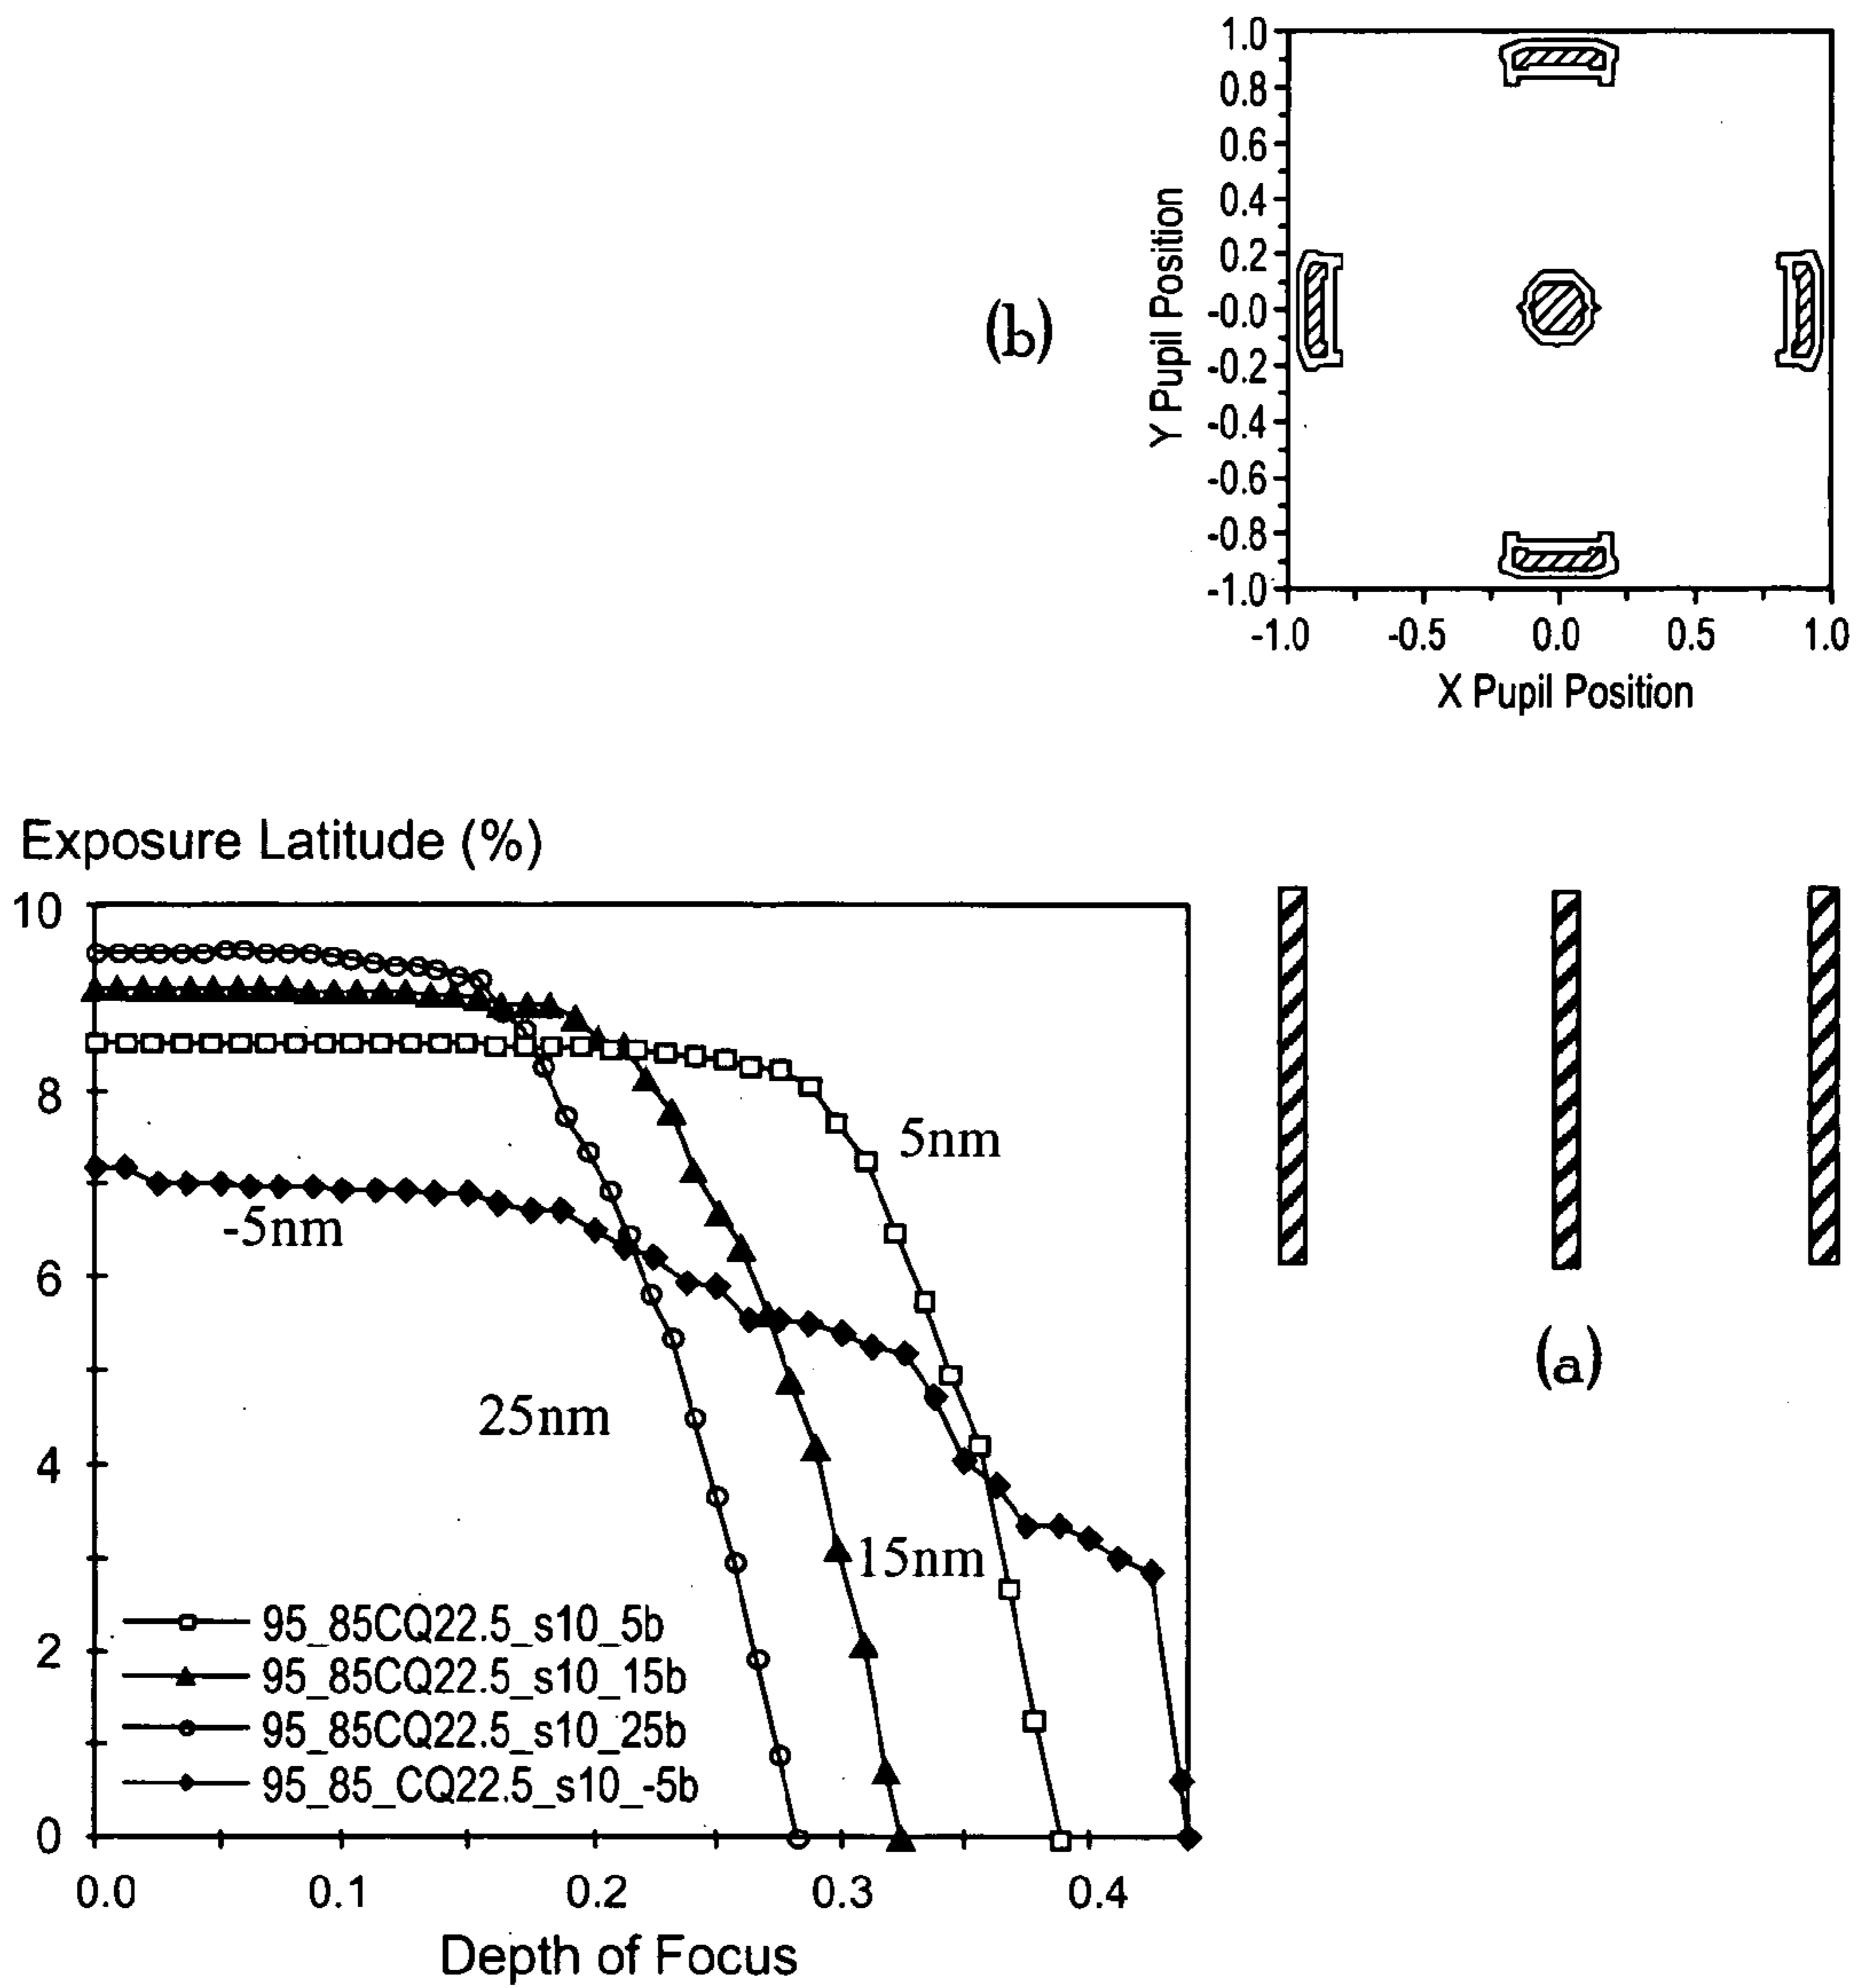 1.0
0.8
0.6
0.4
0.2
-0.0
-0.2
-0.4
-0.6
-0.8
-1.0
Y Pupil Position
(b)
-1.0 -0.5 0.0 0.5 1.0
X Pupil Position
Exposure Latitude (%)
10
8
6
4
2
0
5nm
-5nm
25nm
15nm
95_85CQ22.5_s10_5b
95_85CQ22.5_s10_15b
95_85CQ22.5_s10_25b
95_85_CQ22.5_s10_-5b
0.0 0.1 0.2 0.3 0.4
Depth of Focus
(a)